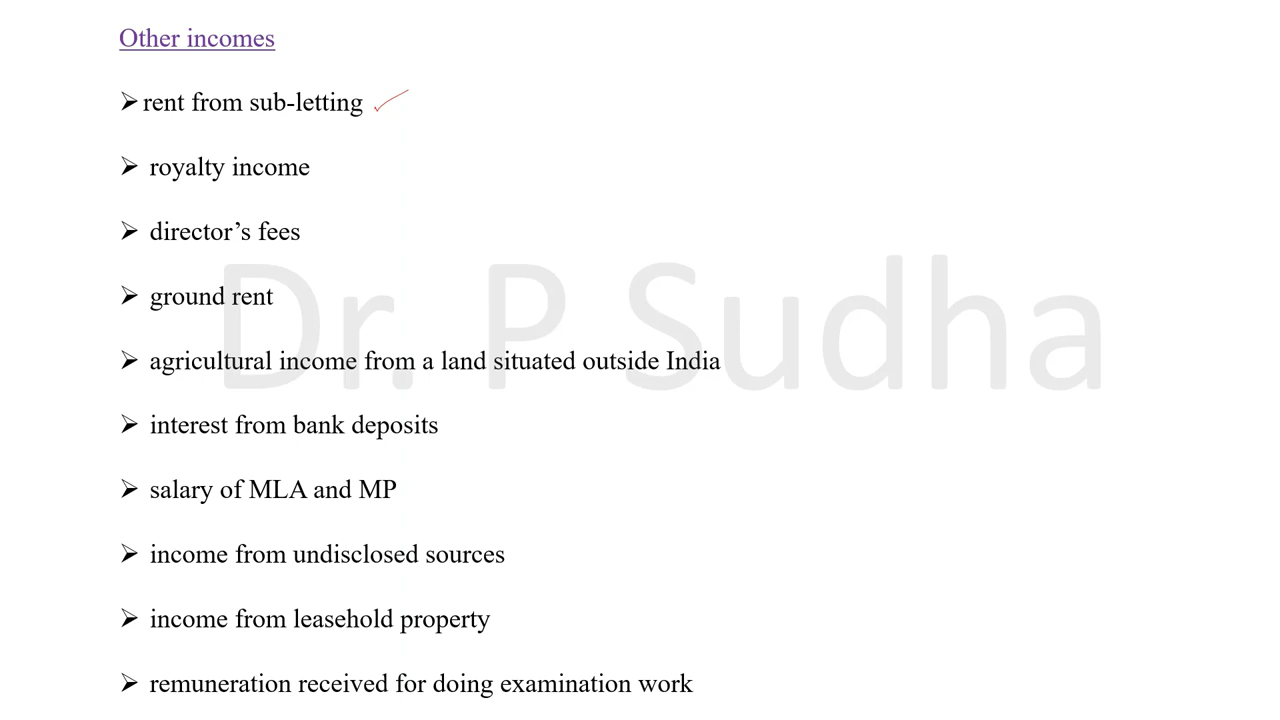 Other incomes
➢ rent from sub-letting
➢ royalty income
➢ director’s fees
➢ ground rent
➢ agricultural income from a land situated outside India
➢ interest from bank deposits
➢ salary of MLA and MP
➢ income from undisclosed sources
➢ income from leasehold property
➢ remuneration received for doing examination work
Dr. P Sudha